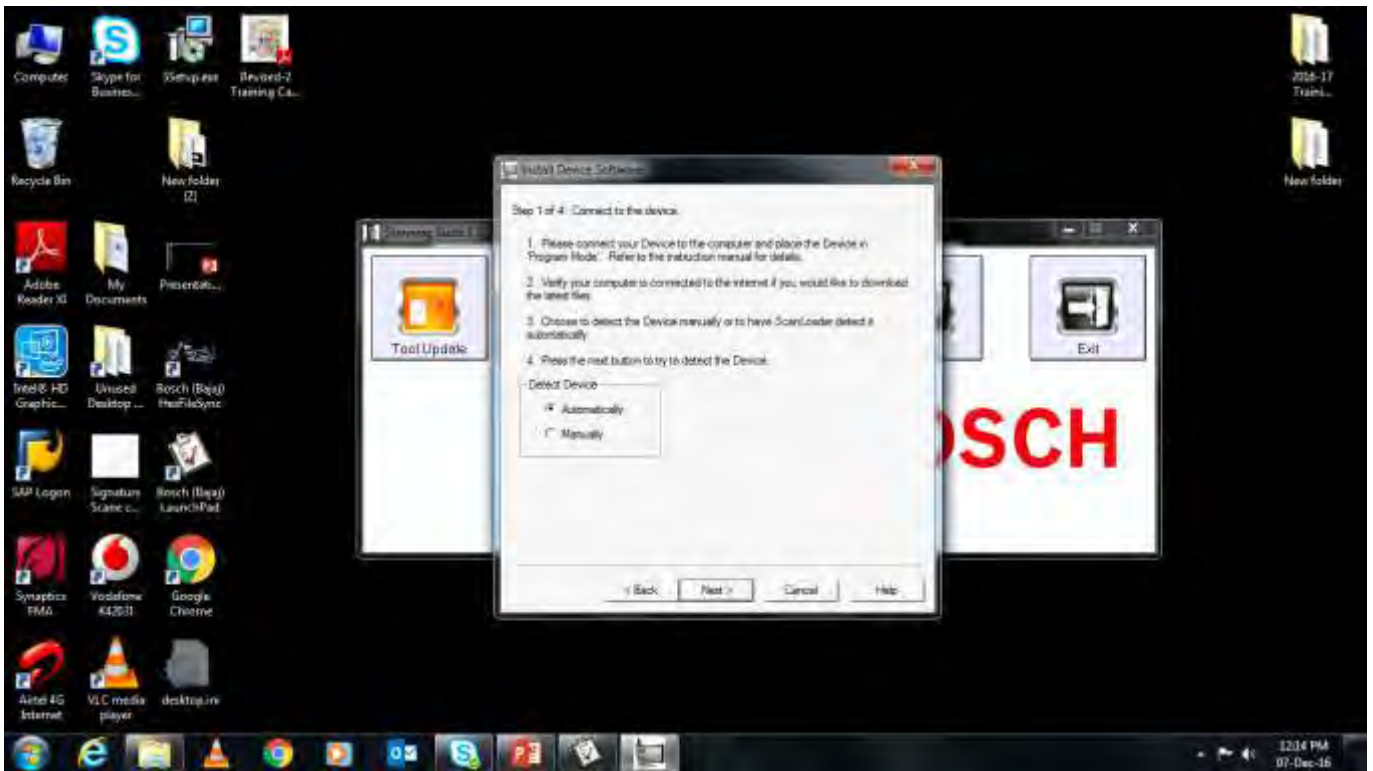 Computer
Skype for
Busines...
Setup.exe
Revised-2
Training Ca...
2016-17
Traini...
Recycle Bin
New folder
(2)
New folder
Adobe
Reader XI
My
Documents
Presentati...
Intel® HD
Graphic...
Unused
Desktop ...
Bosch (Bajaj)
HexFileSync
SAP Logon
Signature
Bosch (Bajaj)
LaunchPad
Synaptics
Vodafone
Google
Chrome
Airtel 4G
Internet
VLC media
player
desktop.ini
Install Device Software
Step 1 of 4: Connect to the device.
1. Please connect your Device to the computer and place the Device in
'Program Mode'. Refer to the instruction manual for details.
2. Verify your computer is connected to the internet if you would like to download
the latest files.
3. Choose to detect the Device manually or to have ScanLoader detect it
automatically.
4. Press the next button to try to detect the Device.
Detect Device
Automatically
Manually
< Back
Next >
Cancel
Help
Tool Update
Exit
OSCH
12:14 PM
07-Dec-16